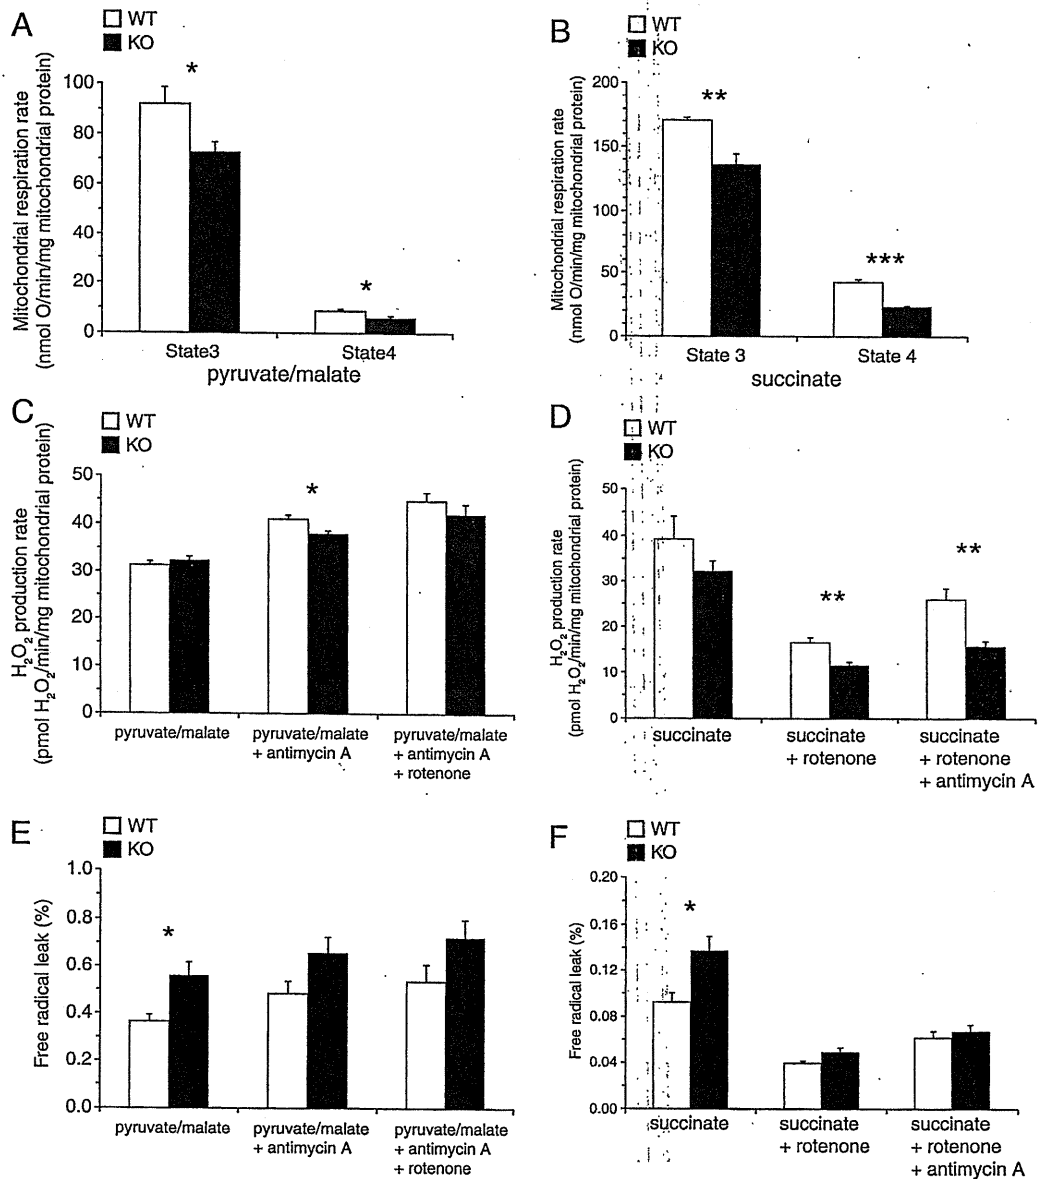 A
WT
KO
Mitochondrial respiration rate
(nmol O/min/mg mitochondrial protein)
100
80
60
40
20
0
*
*
State3
State4
pyruvate/malate
B
WT
KO
Mitochondrial respiration rate
(nmol O/min/mg mitochondrial protein)
200
150
100
50
0
**
***
State 3
State 4
succinate
C
WT
KO
H₂O₂ production rate
(pmol H₂O₂/min/mg mitochondrial protein)
50
40
30
20
10
0
*
pyruvate/malate
pyruvate/malate
+ antimycin A
pyruvate/malate
+ antimycin A
+ rotenone
D
WT
KO
H₂O₂ production rate
(pmol H₂O₂/min/mg mitochondrial protein)
50
40
30
20
10
0
**
**
succinate
succinate
+ rotenone
succinate
+ rotenone
+ antimycin A
E
WT
KO
Free radical leak (%)
1.0
0.8
0.6
0.4
0.2
0.0
*
pyruvate/malate
pyruvate/malate
+ antimycin A
pyruvate/malate
+ antimycin A
+ rotenone
F
WT
KO
Free radical leak (%)
0.20
0.16
0.12
0.08
0.04
0.00
*
succinate
succinate
+ rotenone
succinate
+ rotenone
+ antimycin A